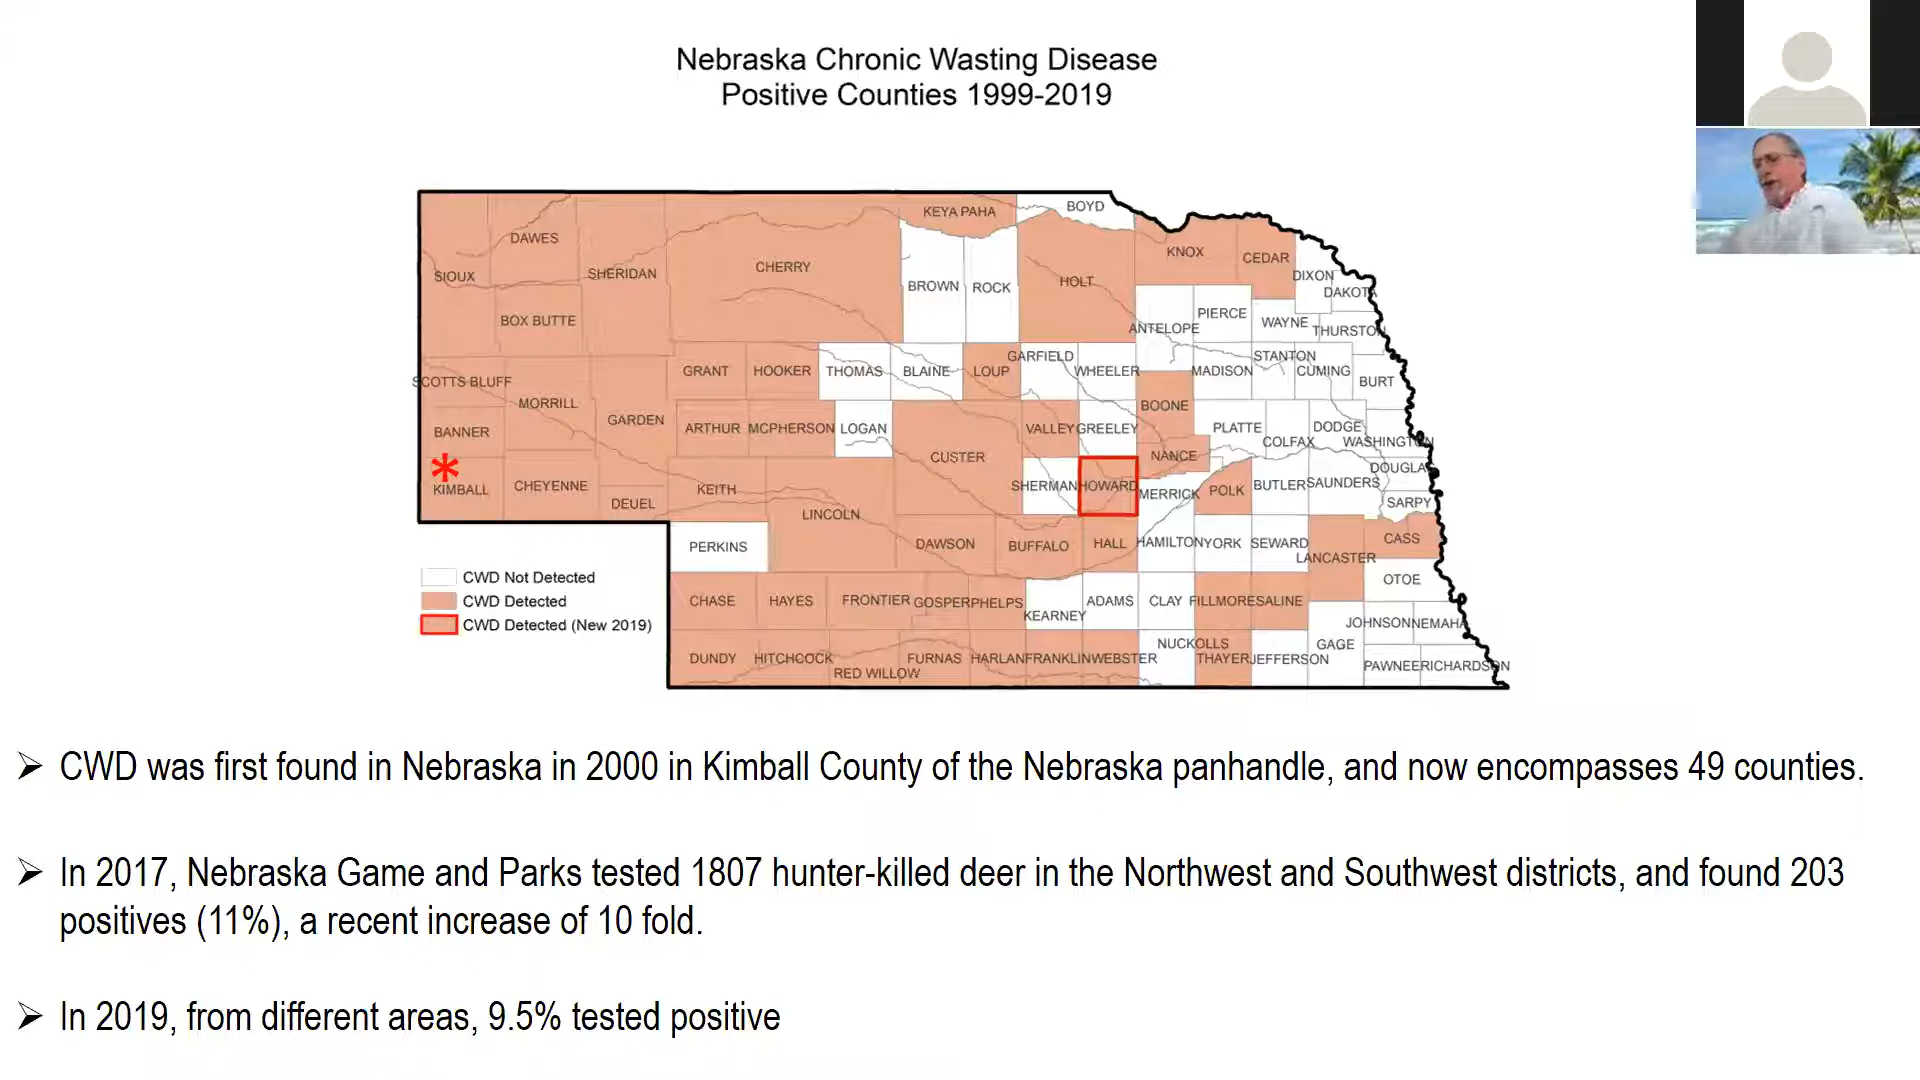 Nebraska Chronic Wasting Disease
Positive Counties 1999-2019
BOYD
KEYA PAHA
DAWES
KNOX
CEDAR
SIOUX
SHERIDAN
CHERRY
BROWN
ROCK
HOLT
DIXON
DAKOTA
BOX BUTTE
ANTELOPE
PIERCE
WAYNE
THURSTON
SCOTTS BLUFF
GRANT
HOOKER
THOMAS
BLAINE
LOUP
GARFIELD
WHEELER
MADISON
STANTON
CUMING
BURT
MORRILL
GARDEN
BOONE
BANNER
ARTHUR
MCPHERSON
LOGAN
CUSTER
VALLEY
GREELEY
NANCE
PLATTE
COLFAX
DODGE
WASHINGTON
*
KIMBALL
CHEYENNE
DEUEL
KEITH
LINCOLN
SHERMAN
HOWARD
MERRICK
POLK
BUTLER
SAUNDERS
DOUGLA
SARPY
PERKINS
DAWSON
BUFFALO
HALL
HAMILTON
YORK
SEWARD
LANCASTER
CASS
OTOE
CHASE
HAYES
FRONTIER
GOSPER
PHELPS
KEARNEY
ADAMS
CLAY
FILLMORE
SALINE
JOHNSON
NEMAHA
DUNDY
HITCHCOCK
RED WILLOW
FURNAS
HARLAN
FRANKLIN
WEBSTER
NUCKOLLS
THAYER
JEFFERSON
GAGE
PAWNEE
RICHARDSON
CWD Not Detected
CWD Detected
CWD Detected (New 2019)
➢ CWD was first found in Nebraska in 2000 in Kimball County of the Nebraska panhandle, and now encompasses 49 counties.
➢ In 2017, Nebraska Game and Parks tested 1807 hunter-killed deer in the Northwest and Southwest districts, and found 203
positives (11%), a recent increase of 10 fold.
➢ In 2019, from different areas, 9.5% tested positive